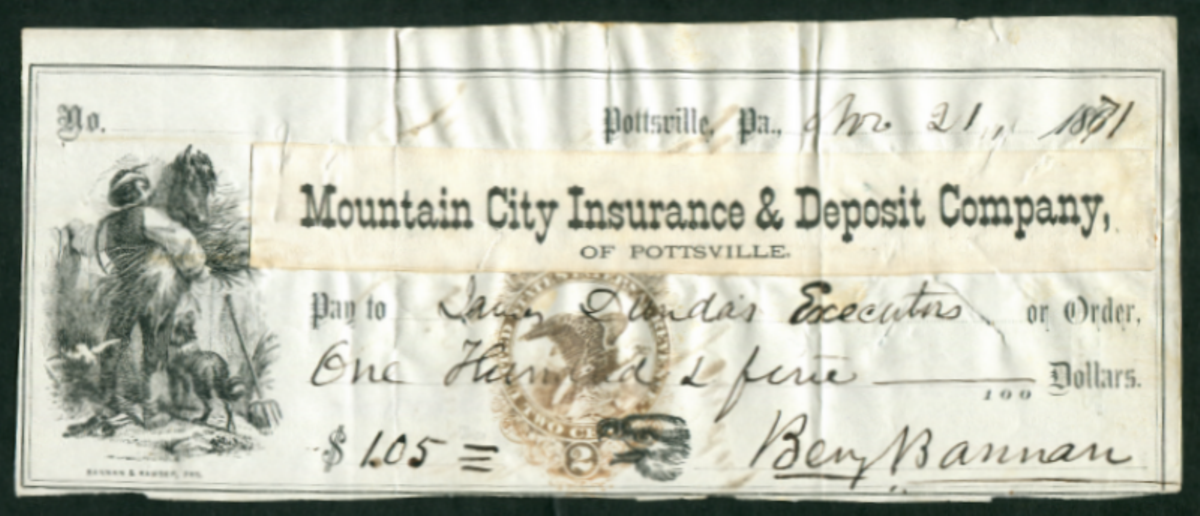 No. Pottsville, Pa., Nov 21, 1871
Mountain City Insurance & Deposit Company,
OF POTTSVILLE.
Pay to Dundas Executors or Order,
One Hundred & five 100 Dollars.
$ 105 2 Benj Bannan